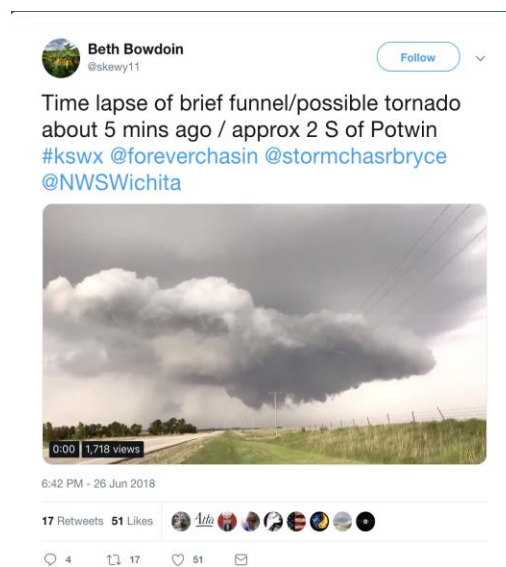 Beth Bowdoin
@skewy11
Follow
Time lapse of brief funnel/possible tornado
about 5 mins ago / approx 2 S of Potwin
#kswx @foreverchasin @stormchasrbryce
@NWSWichita
0:00 1,718 views
6:42 PM - 26 Jun 2018
17 Retweets 51 Likes
4 17 51